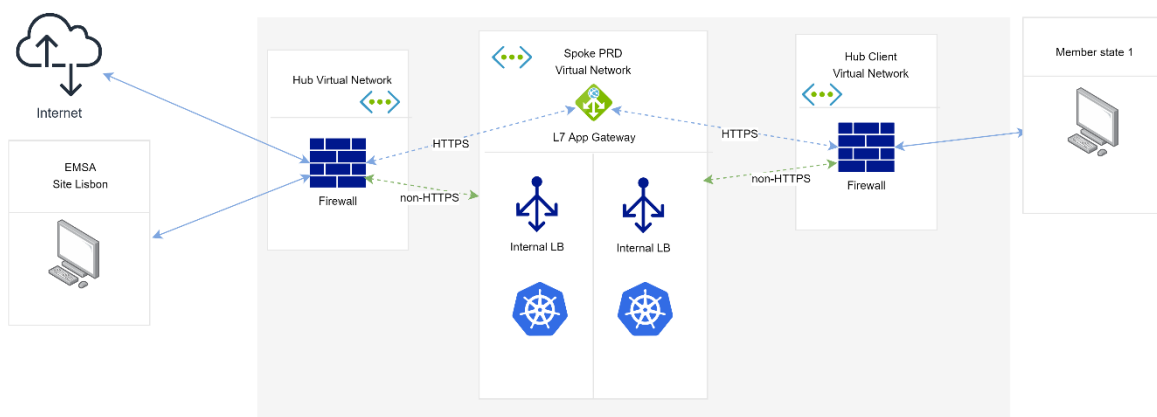 Internet
EMSA
Site Lisbon
Hub Virtual Network
Firewall
HTTPS
non-HTTPS
Spoke PRD
Virtual Network
L7 App Gateway
Internal LB
Internal LB
HTTPS
non-HTTPS
Hub Client
Virtual Network
Firewall
Member state 1